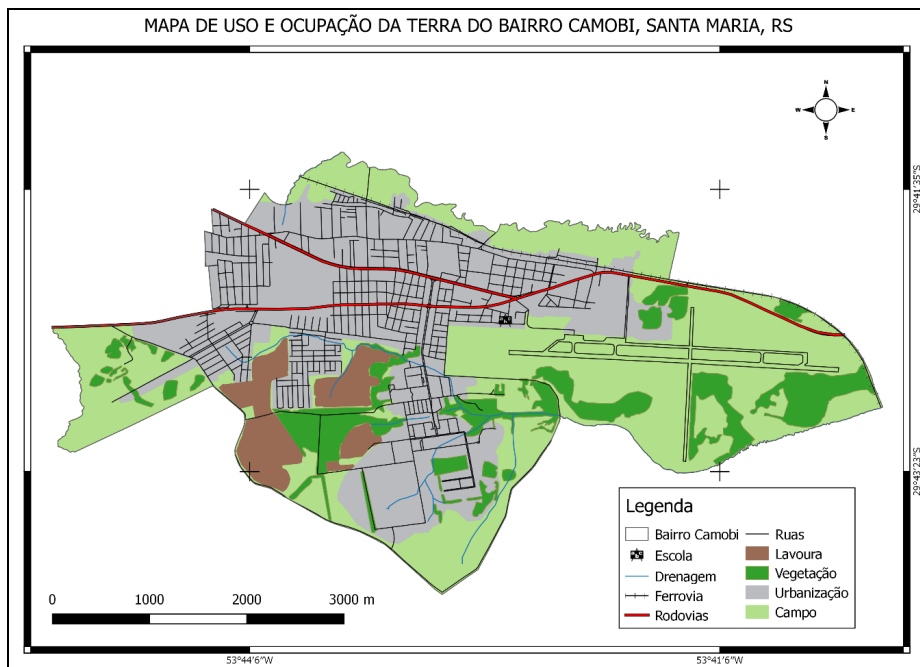 MAPA DE USO E OCUPAÇÃO DA TERRA DO BAIRRO CAMOBI, SANTA MARIA, RS
N
W E
S
29°41'35"S
29°43'23"S
Legenda
Bairro Camobi
Ruas
Escola
Lavoura
Drenagem
Vegetação
Ferrovia
Urbanização
Rodovias
Campo
0 1000 2000 3000 m
53°44'6"W 53°41'6"W